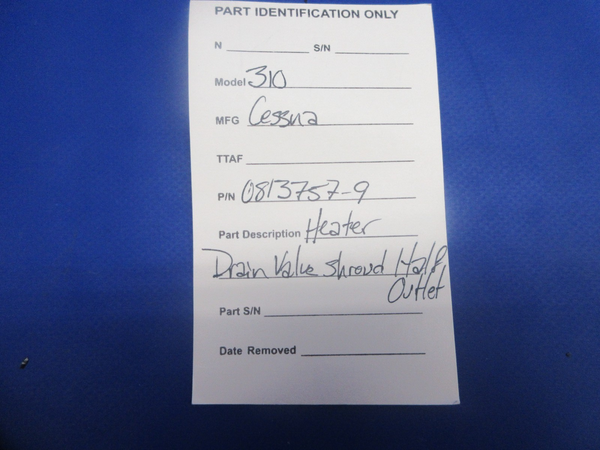 PART IDENTIFICATION ONLY
N S/N
Model 310
MFG Cessna
TTAF
P/N 0813757-9
Part Description Heater
Drain Valve Shroud Half
Outlet
Part S/N
Date Removed